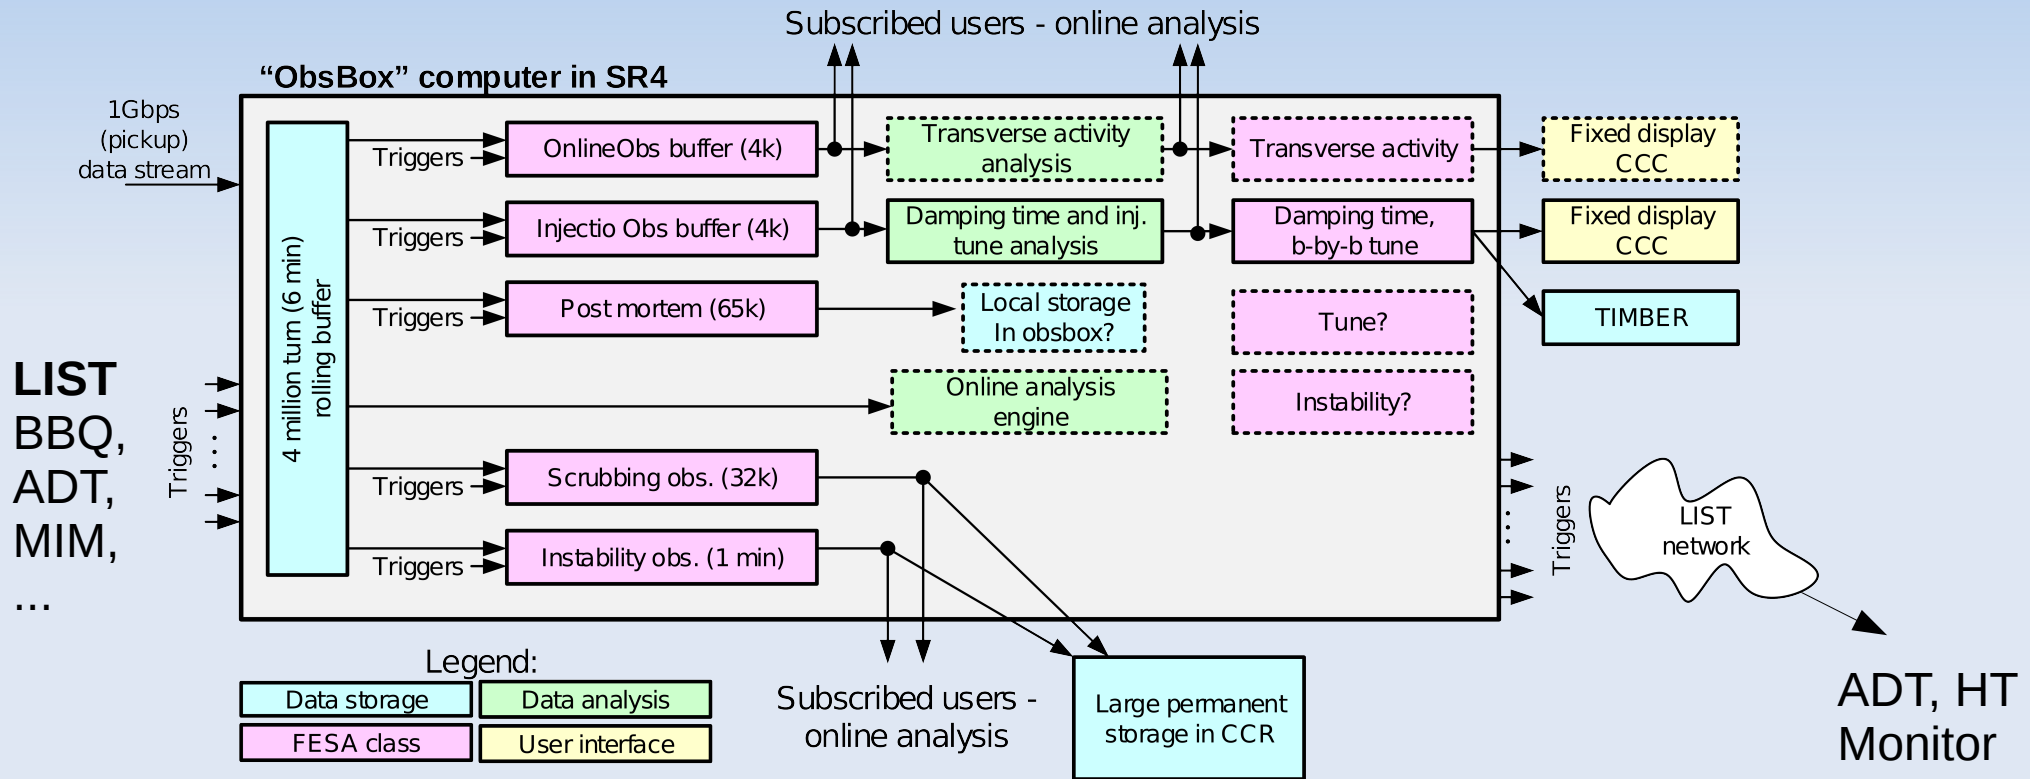 Subscribed users - online analysis
“ObsBox” computer in SR4
1Gbps
(pickup)
data stream
4 million turn (6 min)
rolling buffer
Triggers
OnlineObs buffer (4k)
Transverse activity
analysis
Transverse activity
Fixed display
CCC
Triggers
Injectio Obs buffer (4k)
Damping time and inj.
tune analysis
Damping time,
b-by-b tune
Fixed display
CCC
Triggers
Post mortem (65k)
Local storage
In obsbox?
Tune?
TIMBER
Online analysis
engine
Instability?
LIST
BBQ,
ADT,
MIM,
...
Triggers
Triggers
Scrubbing obs. (32k)
Triggers
Instability obs. (1 min)
Triggers
LIST
network
Legend:
Data storage
Data analysis
FESA class
User interface
Subscribed users -
online analysis
Large permanent
storage in CCR
ADT, HT
Monitor